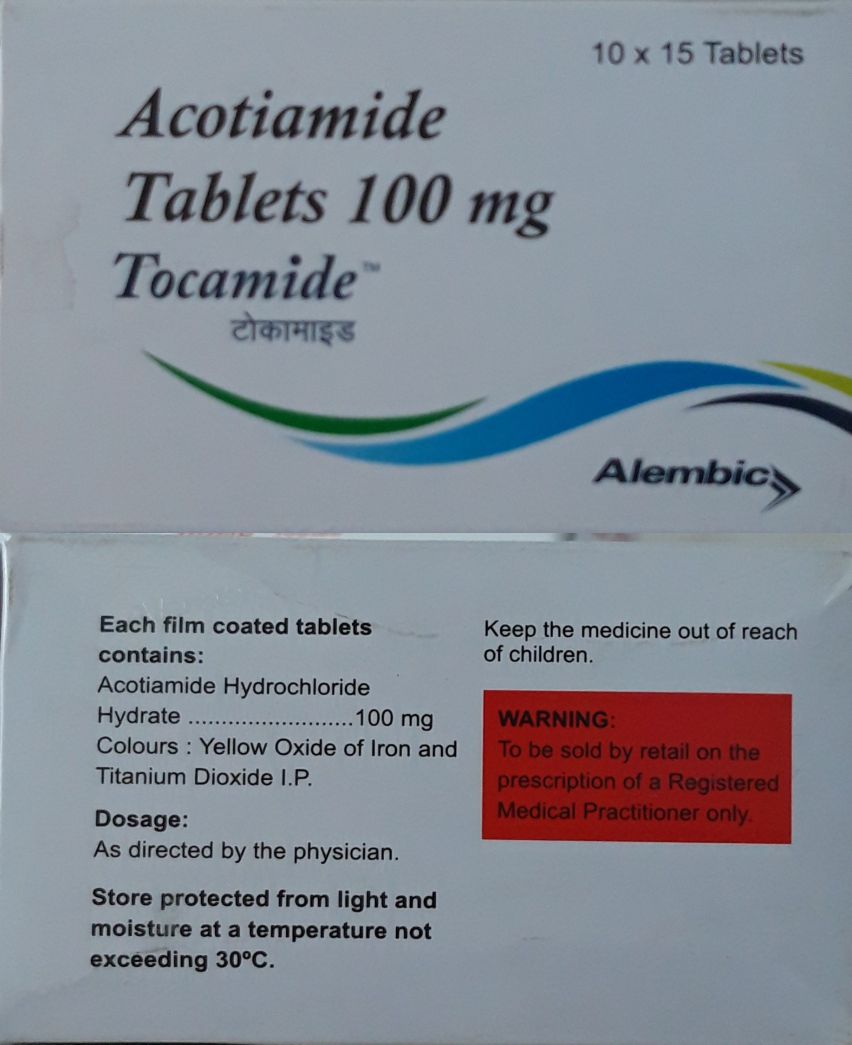 10 x 15 Tablets
Acotiamide
Tablets 100 mg
Tocamide™
टोकामाइड
Alembic
Each film coated tablets
contains:
Acotiamide Hydrochloride
Hydrate .........................100 mg
Colours : Yellow Oxide of Iron and
Titanium Dioxide I.P.
Dosage:
As directed by the physician.
Store protected from light and
moisture at a temperature not
exceeding 30ºC.
Keep the medicine out of reach
of children.
WARNING:
To be sold by retail on the
prescription of a Registered
Medical Practitioner only.